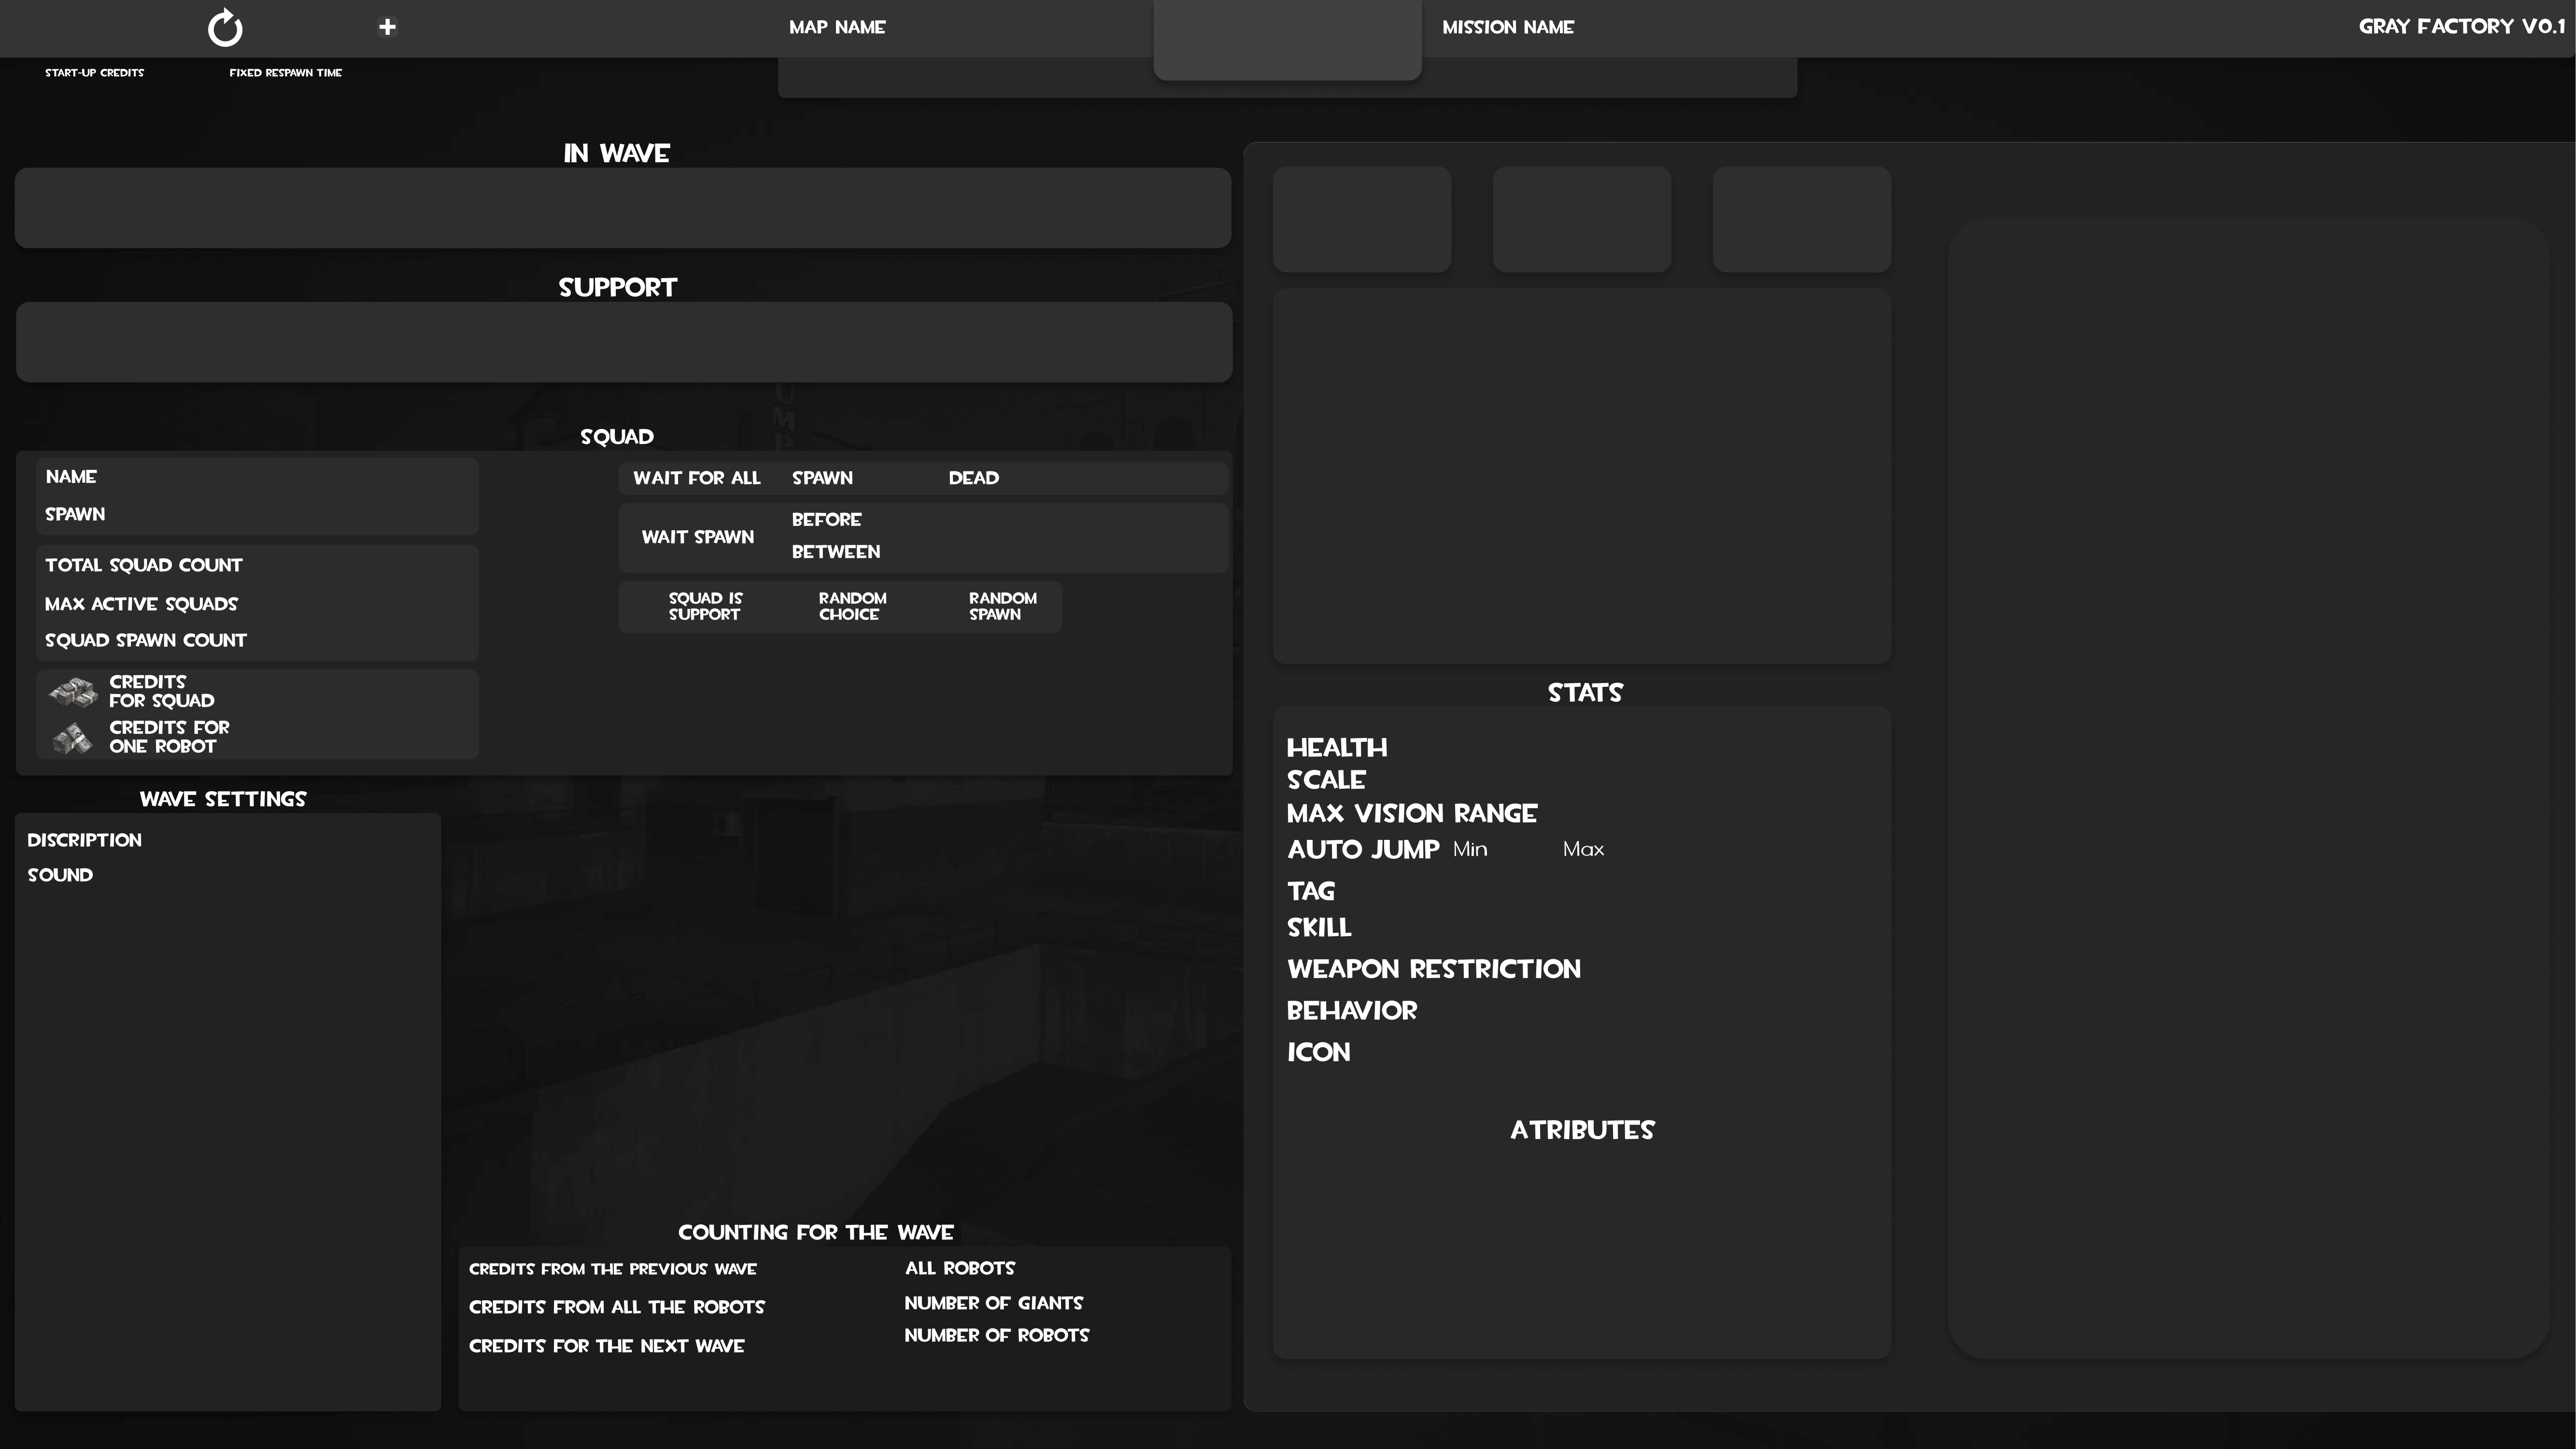 MAP NAME
MISSION NAME
GRAY FACTORY V0.1
START-UP CREDITS
FIXED RESPAWN TIME
IN WAVE
SUPPORT
SQUAD
NAME
SPAWN
TOTAL SQUAD COUNT
MAX ACTIVE SQUADS
SQUAD SPAWN COUNT
CREDITS
FOR SQUAD
CREDITS FOR
ONE ROBOT
WAIT FOR ALL
SPAWN
DEAD
WAIT SPAWN
BEFORE
BETWEEN
SQUAD IS
SUPPORT
RANDOM
CHOICE
RANDOM
SPAWN
WAVE SETTINGS
DISCRIPTION
SOUND
COUNTING FOR THE WAVE
CREDITS FROM THE PREVIOUS WAVE
CREDITS FROM ALL THE ROBOTS
CREDITS FOR THE NEXT WAVE
ALL ROBOTS
NUMBER OF GIANTS
NUMBER OF ROBOTS
STATS
HEALTH
SCALE
MAX VISION RANGE
AUTO JUMP Min Max
TAG
SKILL
WEAPON RESTRICTION
BEHAVIOR
ICON
ATRIBUTES